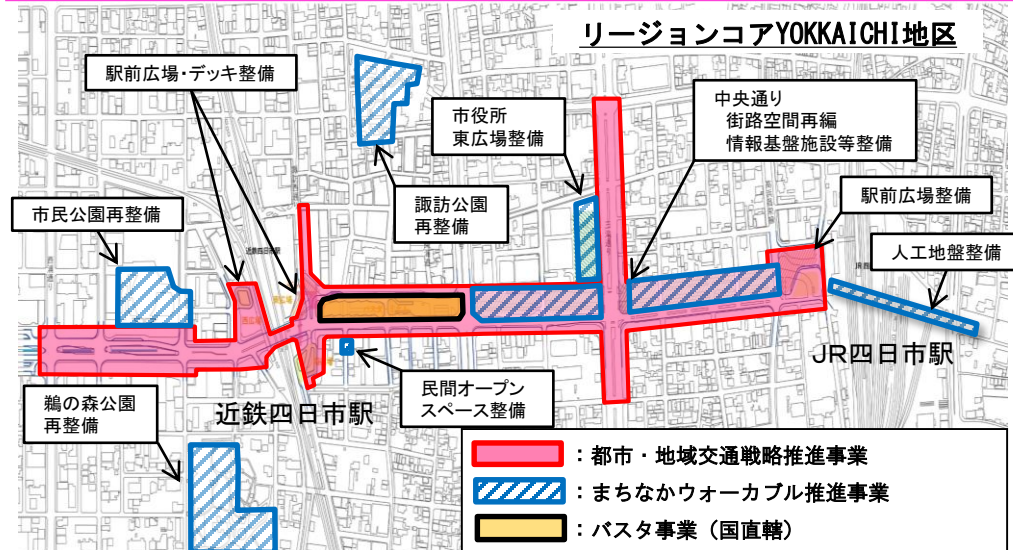 リージョンコアYOKKAICHI地区
駅前広場・デッキ整備
市役所
東広場整備
中央通り
街路空間再編
情報基盤施設等整備
諏訪公園
再整備
駅前広場整備
市民公園再整備
人工地盤整備
JR四日市駅
民間オープン
スペース整備
鵜の森公園
再整備
近鉄四日市駅
：都市・地域交通戦略推進事業
：まちなかウォーカブル推進事業
：バスタ事業（国直轄）